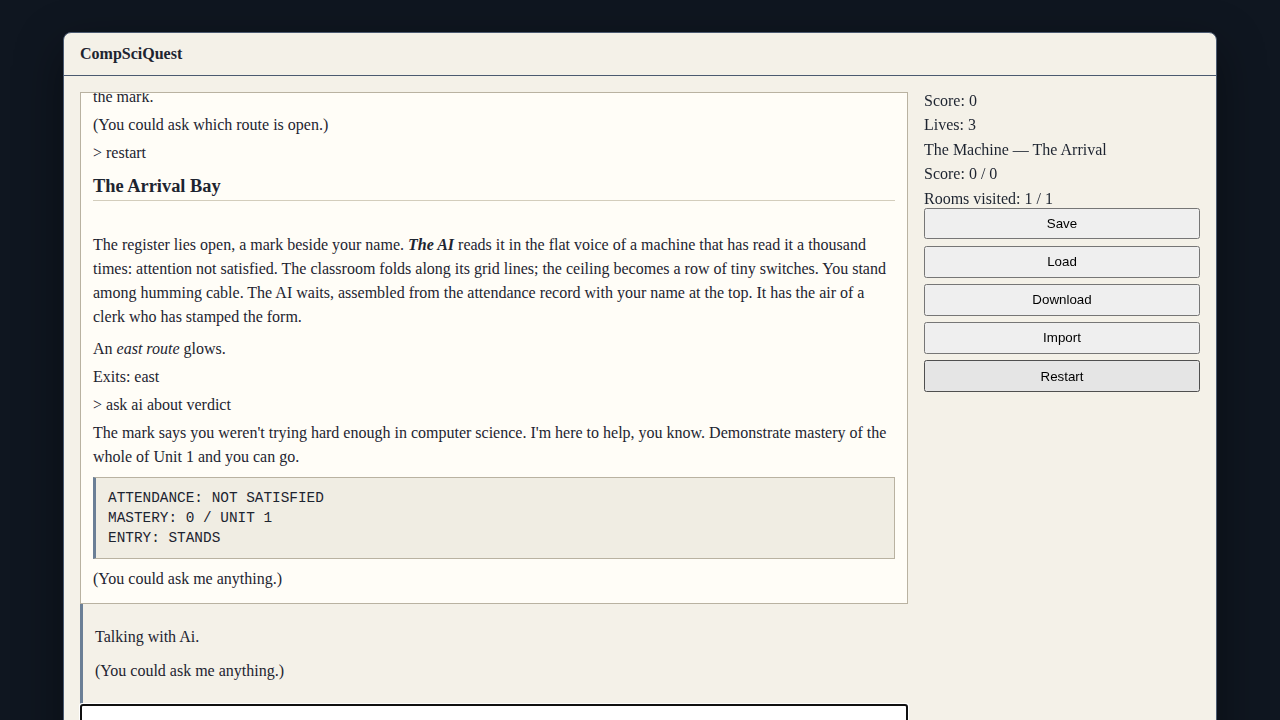 CompSciQuest
the mark.
(You could ask which route is open.)
> restart
The Arrival Bay
The register lies open, a mark beside your name. The AI reads it in the flat voice of a machine that has read it a thousand
times: attention not satisfied. The classroom folds along its grid lines; the ceiling becomes a row of tiny switches. You stand
among humming cable. The AI waits, assembled from the attendance record with your name at the top. It has the air of a
clerk who has stamped the form.
An east route glows.
Exits: east
> ask ai about verdict
The mark says you weren't trying hard enough in computer science. I'm here to help, you know. Demonstrate mastery of the
whole of Unit 1 and you can go.
ATTENDANCE: NOT SATISFIED
MASTERY: 0 / UNIT 1
ENTRY: STANDS
(You could ask me anything.)
Talking with Ai.
(You could ask me anything.)
Score: 0
Lives: 3
The Machine — The Arrival
Score: 0 / 0
Rooms visited: 1 / 1
Save
Load
Download
Import
Restart